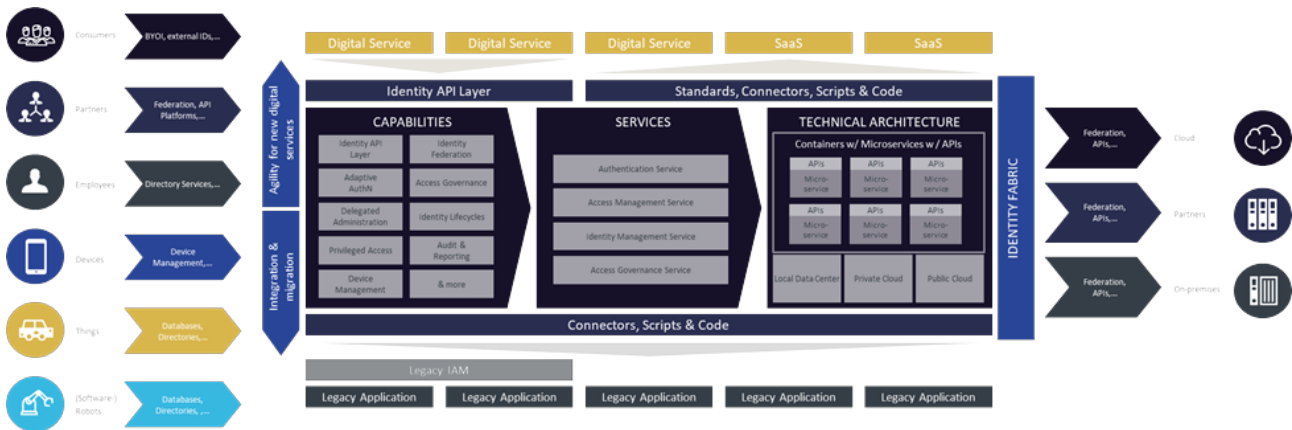 Consumers
BYOI, external IDs,...
Partners
Federation, API
Platforms,...
Employees
Directory Services,...
Devices
Device
Management,...
Things
Databases,
Directories,...
(Software-)
Robots
Databases,
Directories, ,...
Agility for new digital
services
Integration &
migration
Digital Service
Digital Service
Digital Service
SaaS
SaaS
Identity API Layer
Standards, Connectors, Scripts & Code
CAPABILITIES
Identity API
Layer
Identity
Federation
Adaptive
AuthN
Access Governance
Delegated
Administration
Identity Lifecycles
Privileged Access
Audit &
Reporting
Device
Management
& more
SERVICES
Authentication Service
Access Management Service
Identity Management Service
Access Governance Service
TECHNICAL ARCHITECTURE
Containers w/ Microservices w/ APIs
APIs
Micro-
service
APIs
Micro-
service
APIs
Micro-
service
APIs
Micro-
service
APIs
Micro-
service
APIs
Micro-
service
Local Data Center
Private Cloud
Public Cloud
Connectors, Scripts & Code
Legacy IAM
Legacy Application
Legacy Application
Legacy Application
Legacy Application
Legacy Application
IDENTITY FABRIC
Federation,
APIs,...
Cloud
Federation,
APIs,...
Partners
Federation,
APIs,...
On-premises